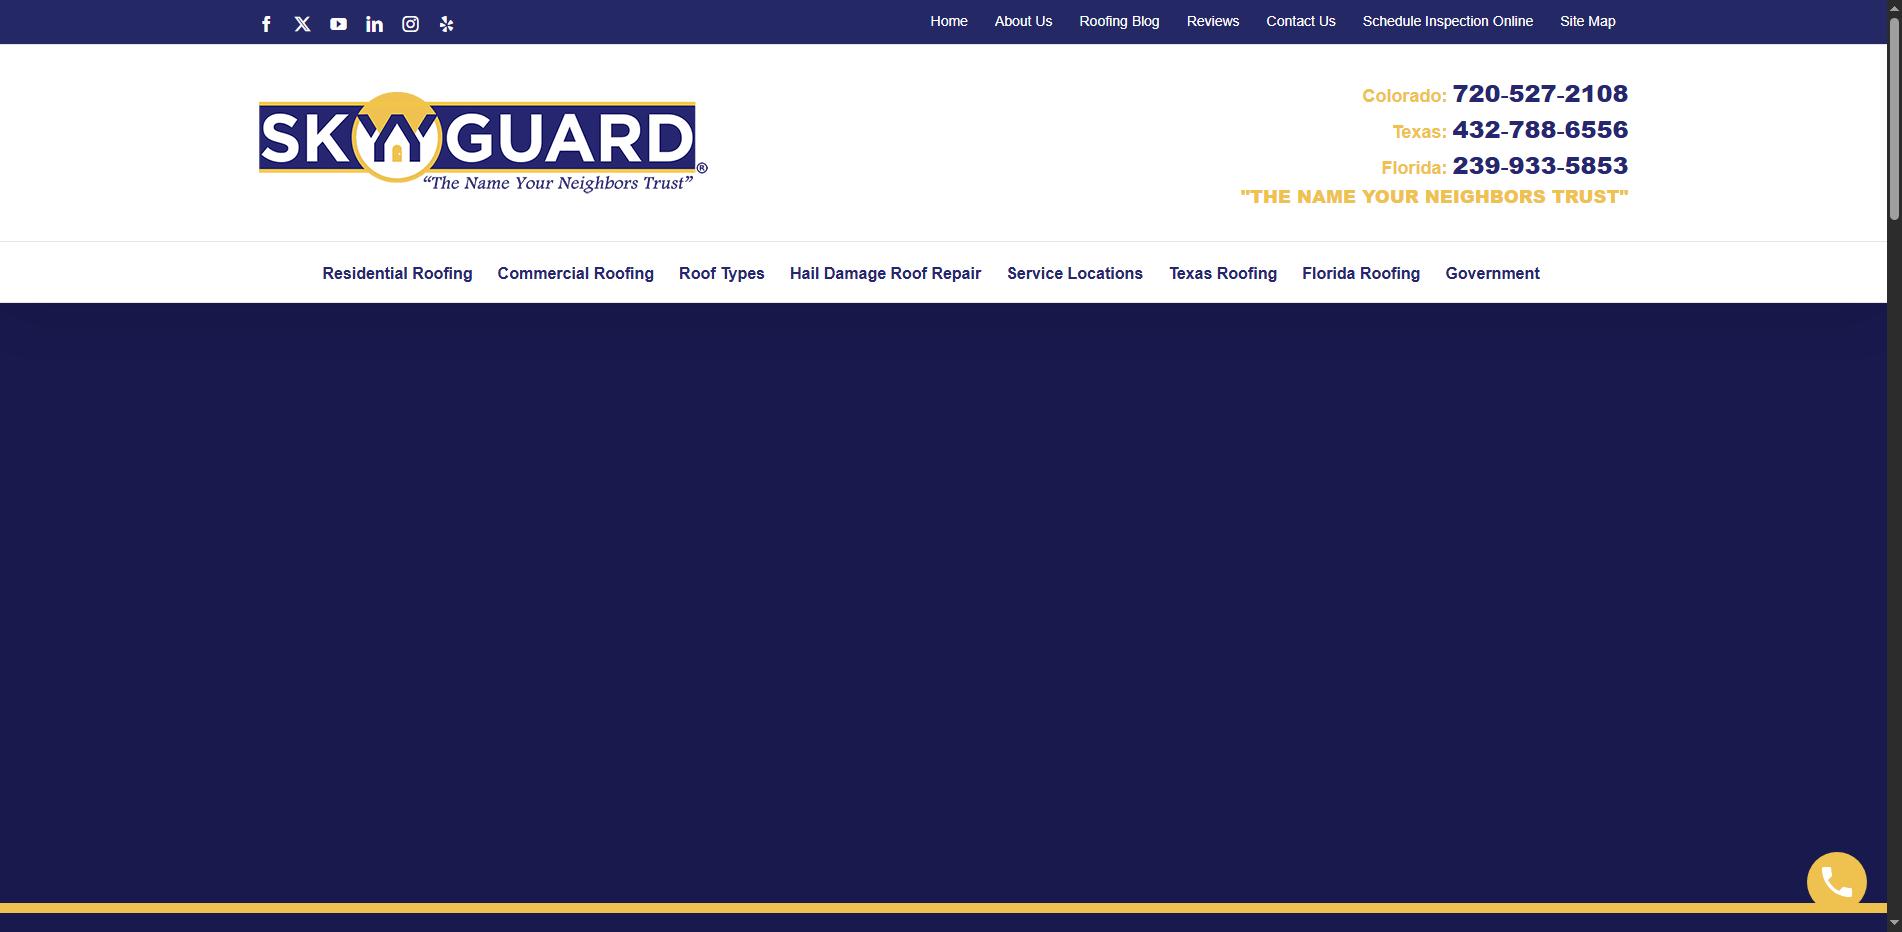 Home About Us Roofing Blog Reviews Contact Us Schedule Inspection Online Site Map
SKYGUARD®
“The Name Your Neighbors Trust”
Colorado: 720-527-2108
Texas: 432-788-6556
Florida: 239-933-5853
"THE NAME YOUR NEIGHBORS TRUST"
Residential Roofing Commercial Roofing Roof Types Hail Damage Roof Repair Service Locations Texas Roofing Florida Roofing Government